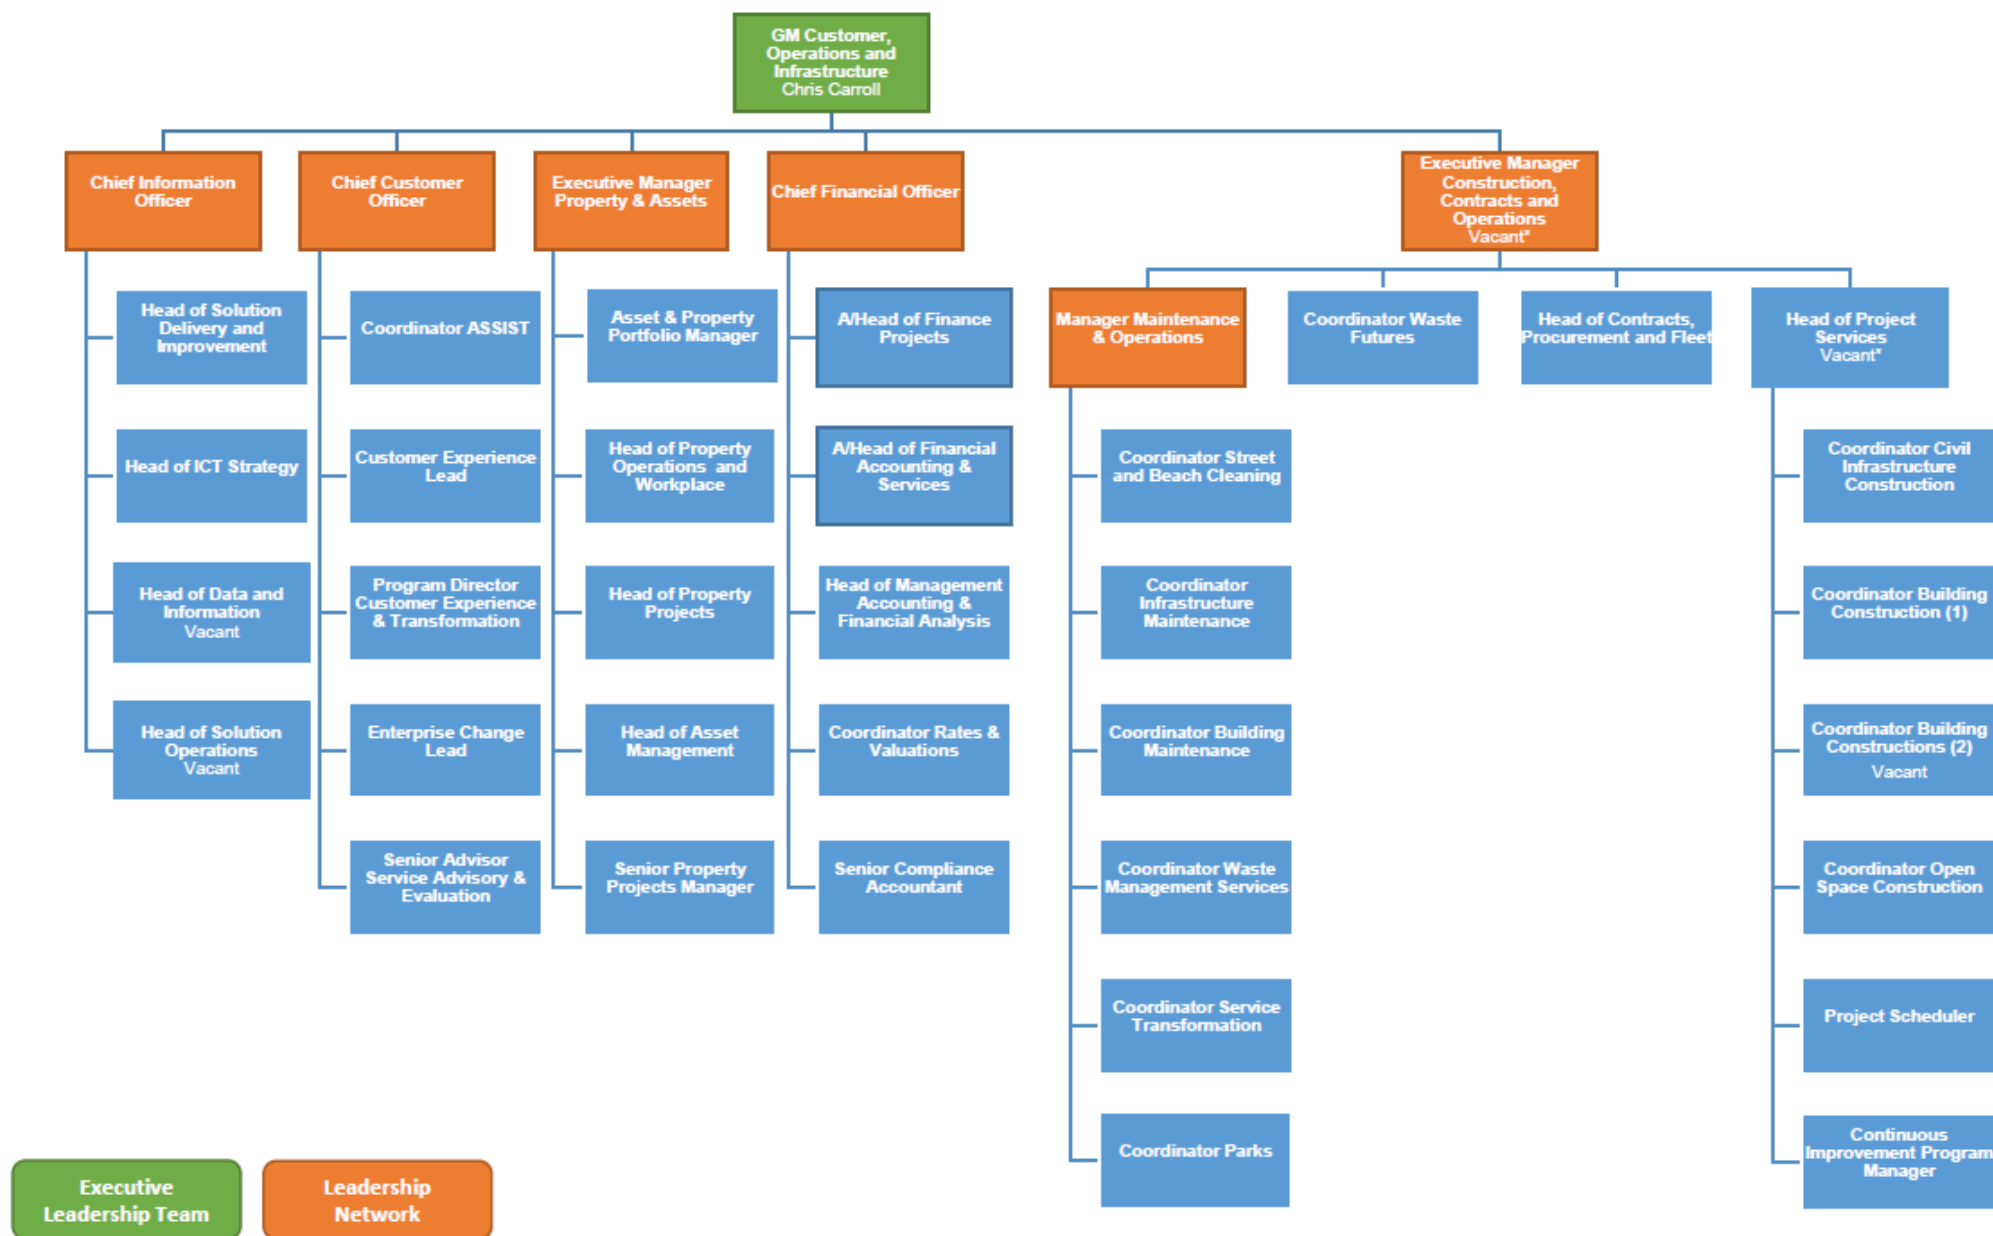 GM Customer,
Operations and
Infrastructure
Chris Carroll
Chief Information
Officer
Chief Customer
Officer
Executive Manager
Property & Assets
Chief Financial Officer
Executive Manager
Construction,
Contracts and
Operations
Vacant*
Head of Solution
Delivery and
Improvement
Head of ICT Strategy
Head of Data and
Information
Vacant
Head of Solution
Operations
Vacant
Coordinator ASSIST
Customer Experience
Lead
Program Director
Customer Experience
& Transformation
Enterprise Change
Lead
Senior Advisor
Service Advisory &
Evaluation
Asset & Property
Portfolio Manager
Head of Property
Operations and
Workplace
Head of Property
Projects
Head of Asset
Management
Senior Property
Projects Manager
A/Head of Finance
Projects
A/Head of Financial
Accounting &
Services
Head of Management
Accounting &
Financial Analysis
Coordinator Rates &
Valuations
Senior Compliance
Accountant
Manager Maintenance
& Operations
Coordinator Waste
Futures
Head of Contracts,
Procurement and Fleet
Head of Project
Services
Vacant*
Coordinator Street
and Beach Cleaning
Coordinator
Infrastructure
Maintenance
Coordinator Building
Maintenance
Coordinator Waste
Management Services
Coordinator Service
Transformation
Coordinator Parks
Coordinator Civil
Infrastructure
Construction
Coordinator Building
Construction (1)
Coordinator Building
Constructions (2)
Vacant
Coordinator Open
Space Construction
Project Scheduler
Continuous
Improvement Program
Manager
Executive
Leadership Team
Leadership
Network